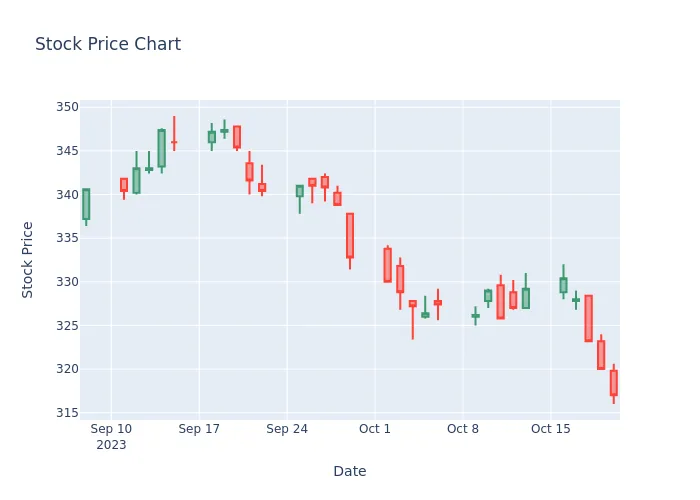 Stock Price Chart
350
345
340
335
330
325
320
315
Stock Price
Sep 10
2023
Sep 17
Sep 24
Oct 1
Oct 8
Oct 15
Date